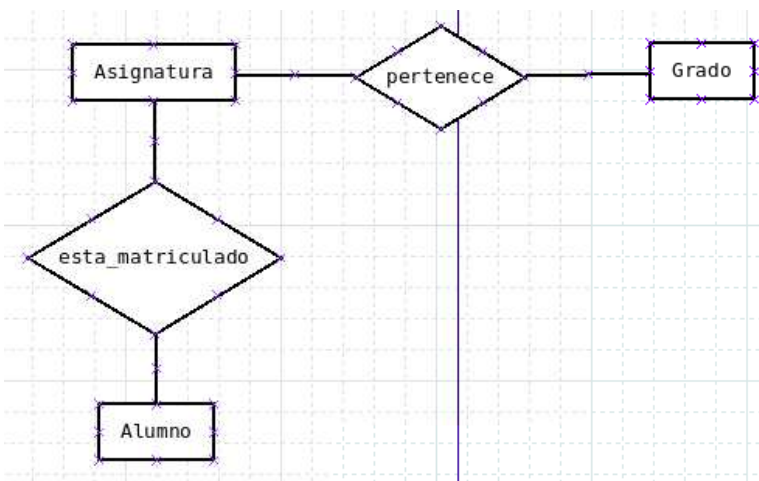 Asignatura
pertenece
Grado
esta_matriculado
Alumno